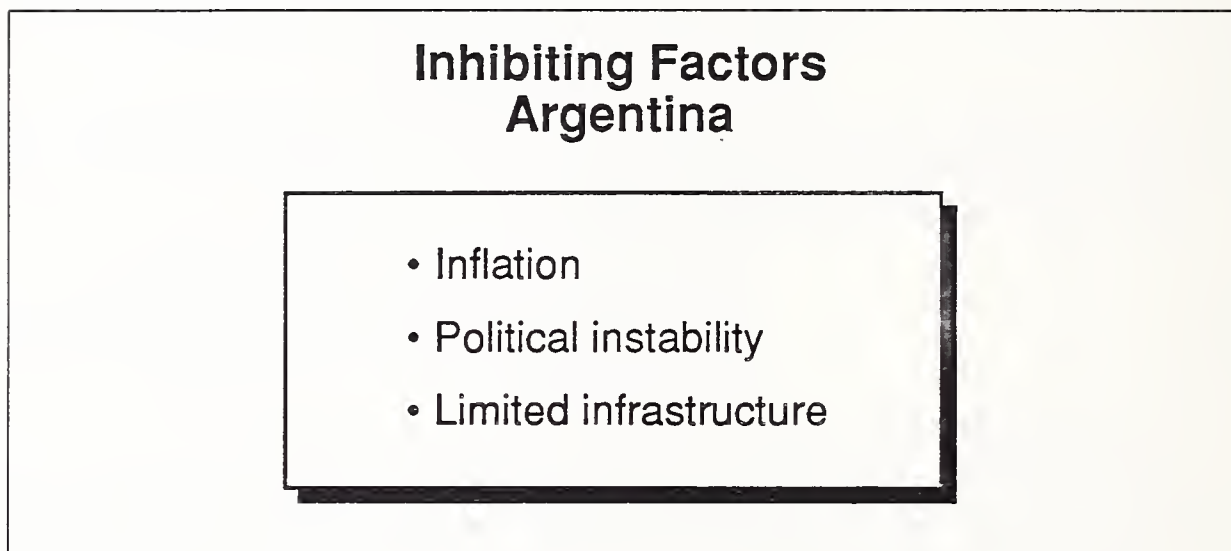 Inhibiting Factors
Argentina
• Inflation
• Political instability
• Limited infrastructure